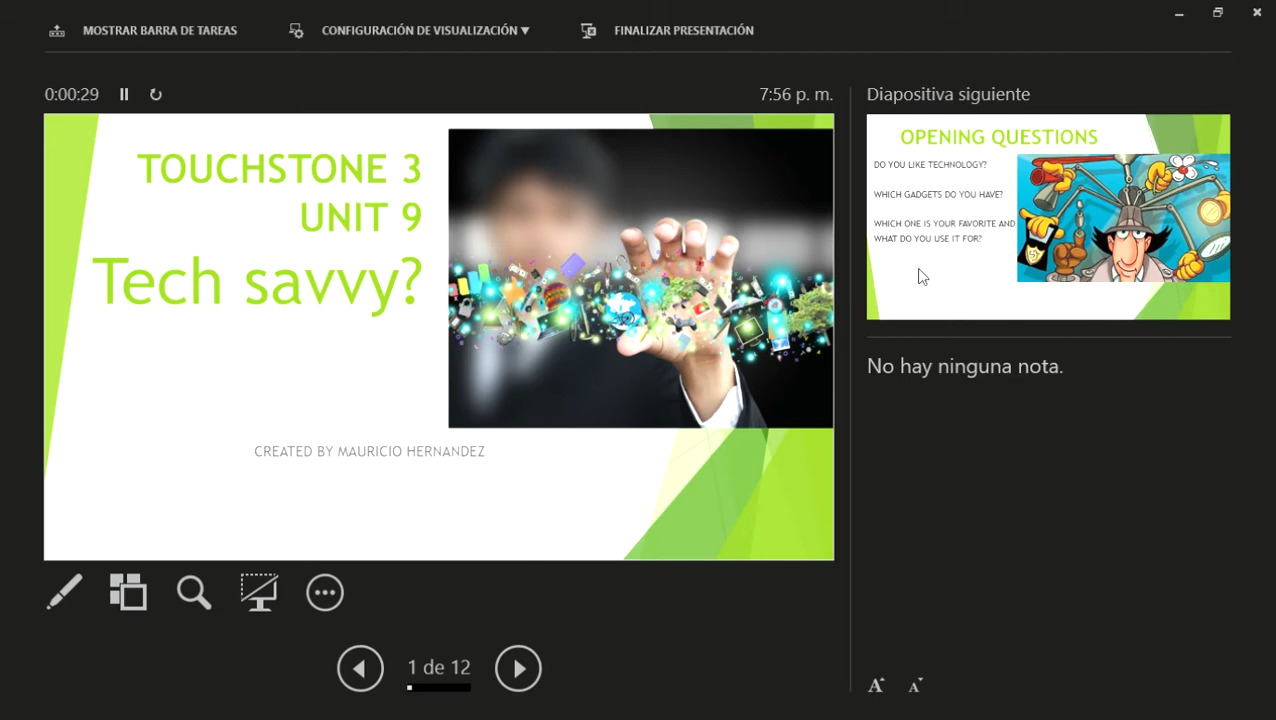 MOSTRAR BARRA DE TAREAS
CONFIGURACIÓN DE VISUALIZACIÓN ▼
FINALIZAR PRESENTACIÓN
0:00:29
7:56 p. m.
TOUCHSTONE 3
UNIT 9
Tech savvy?
CREATED BY MAURICIO HERNANDEZ
Diapositiva siguiente
OPENING QUESTIONS
DO YOU LIKE TECHNOLOGY?
WHICH GADGETS DO YOU HAVE?
WHICH ONE IS YOUR FAVORITE AND
WHAT DO YOU USE IT FOR?
No hay ninguna nota.
1 de 12
A A